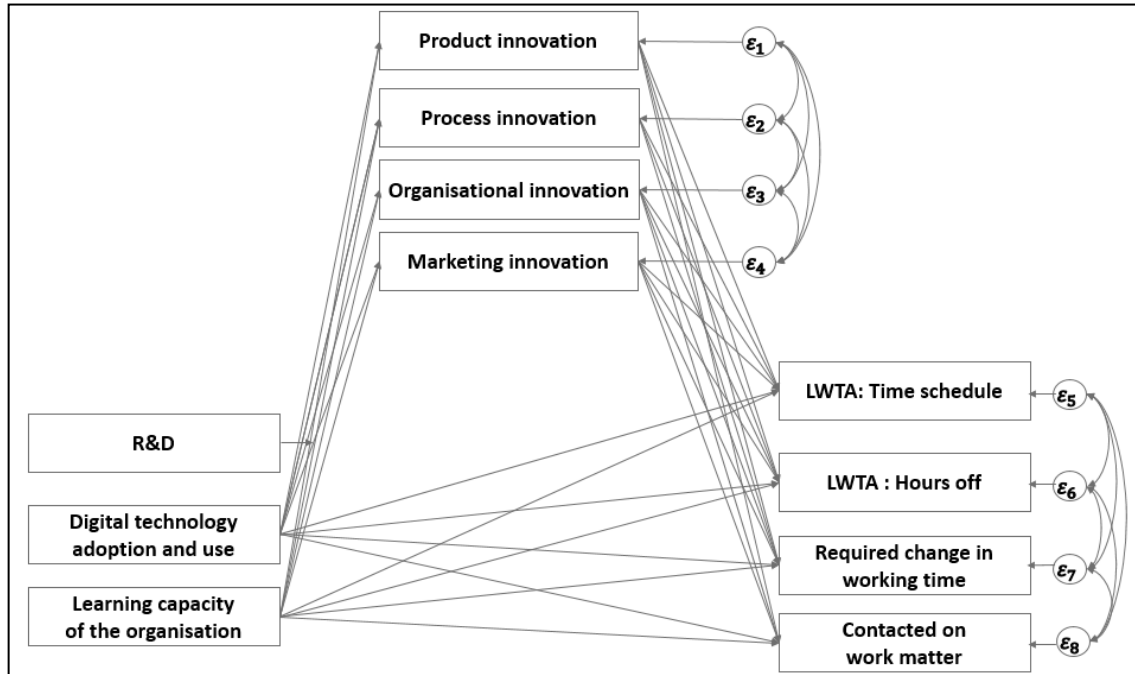 Product innovation
ε1
Process innovation
ε2
Organisational innovation
ε3
Marketing innovation
ε4
LWTA: Time schedule
ε5
R&D
LWTA : Hours off
ε6
Digital technology
adoption and use
Required change in
working time
ε7
Learning capacity
of the organisation
Contacted on
work matter
ε8